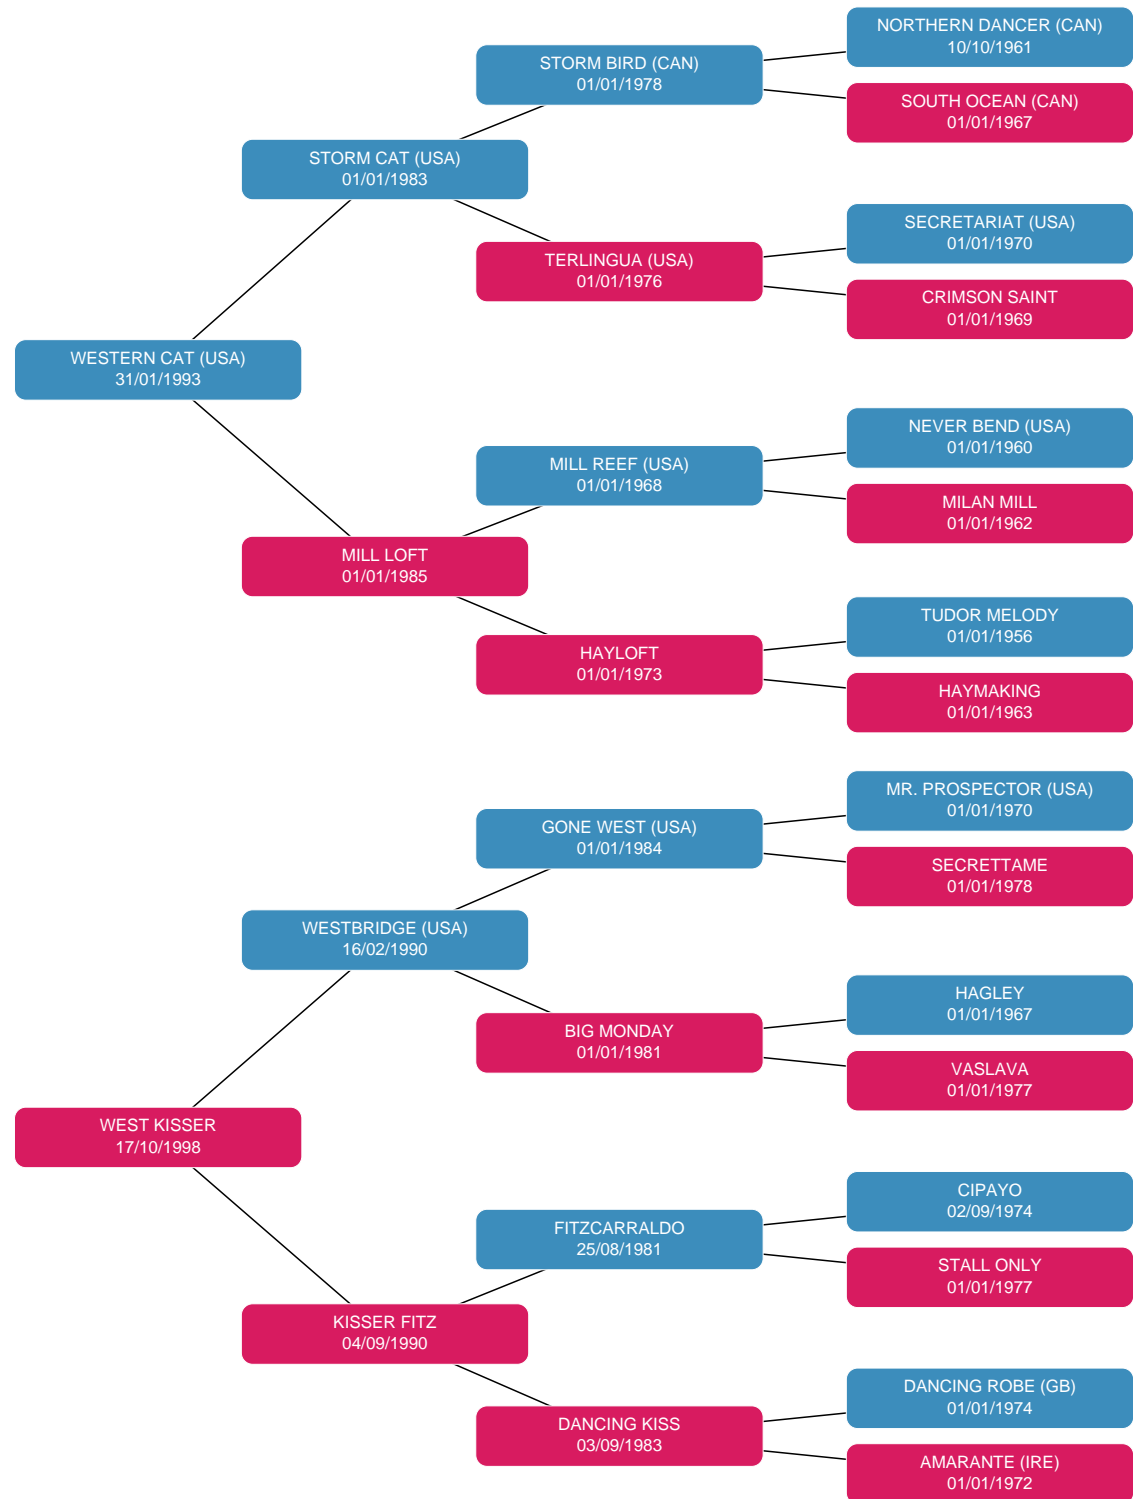 NORTHERN DANCER (CAN)
10/10/1961
STORM BIRD (CAN)
01/01/1978
SOUTH OCEAN (CAN)
01/01/1967
STORM CAT (USA)
01/01/1983
SECRETARIAT (USA)
01/01/1970
TERLINGUA (USA)
01/01/1976
CRIMSON SAINT
01/01/1969
WESTERN CAT (USA)
31/01/1993
NEVER BEND (USA)
01/01/1960
MILL REEF (USA)
01/01/1968
MILAN MILL
01/01/1962
MILL LOFT
01/01/1985
TUDOR MELODY
01/01/1956
HAYLOFT
01/01/1973
HAYMAKING
01/01/1963
MR. PROSPECTOR (USA)
01/01/1970
GONE WEST (USA)
01/01/1984
SECRETTAME
01/01/1978
WESTBRIDGE (USA)
16/02/1990
HAGLEY
01/01/1967
BIG MONDAY
01/01/1981
VASLAVA
01/01/1977
WEST KISSER
17/10/1998
CIPAYO
02/09/1974
FITZCARRALDO
25/08/1981
STALL ONLY
01/01/1977
KISSER FITZ
04/09/1990
DANCING ROBE (GB)
01/01/1974
DANCING KISS
03/09/1983
AMARANTE (IRE)
01/01/1972